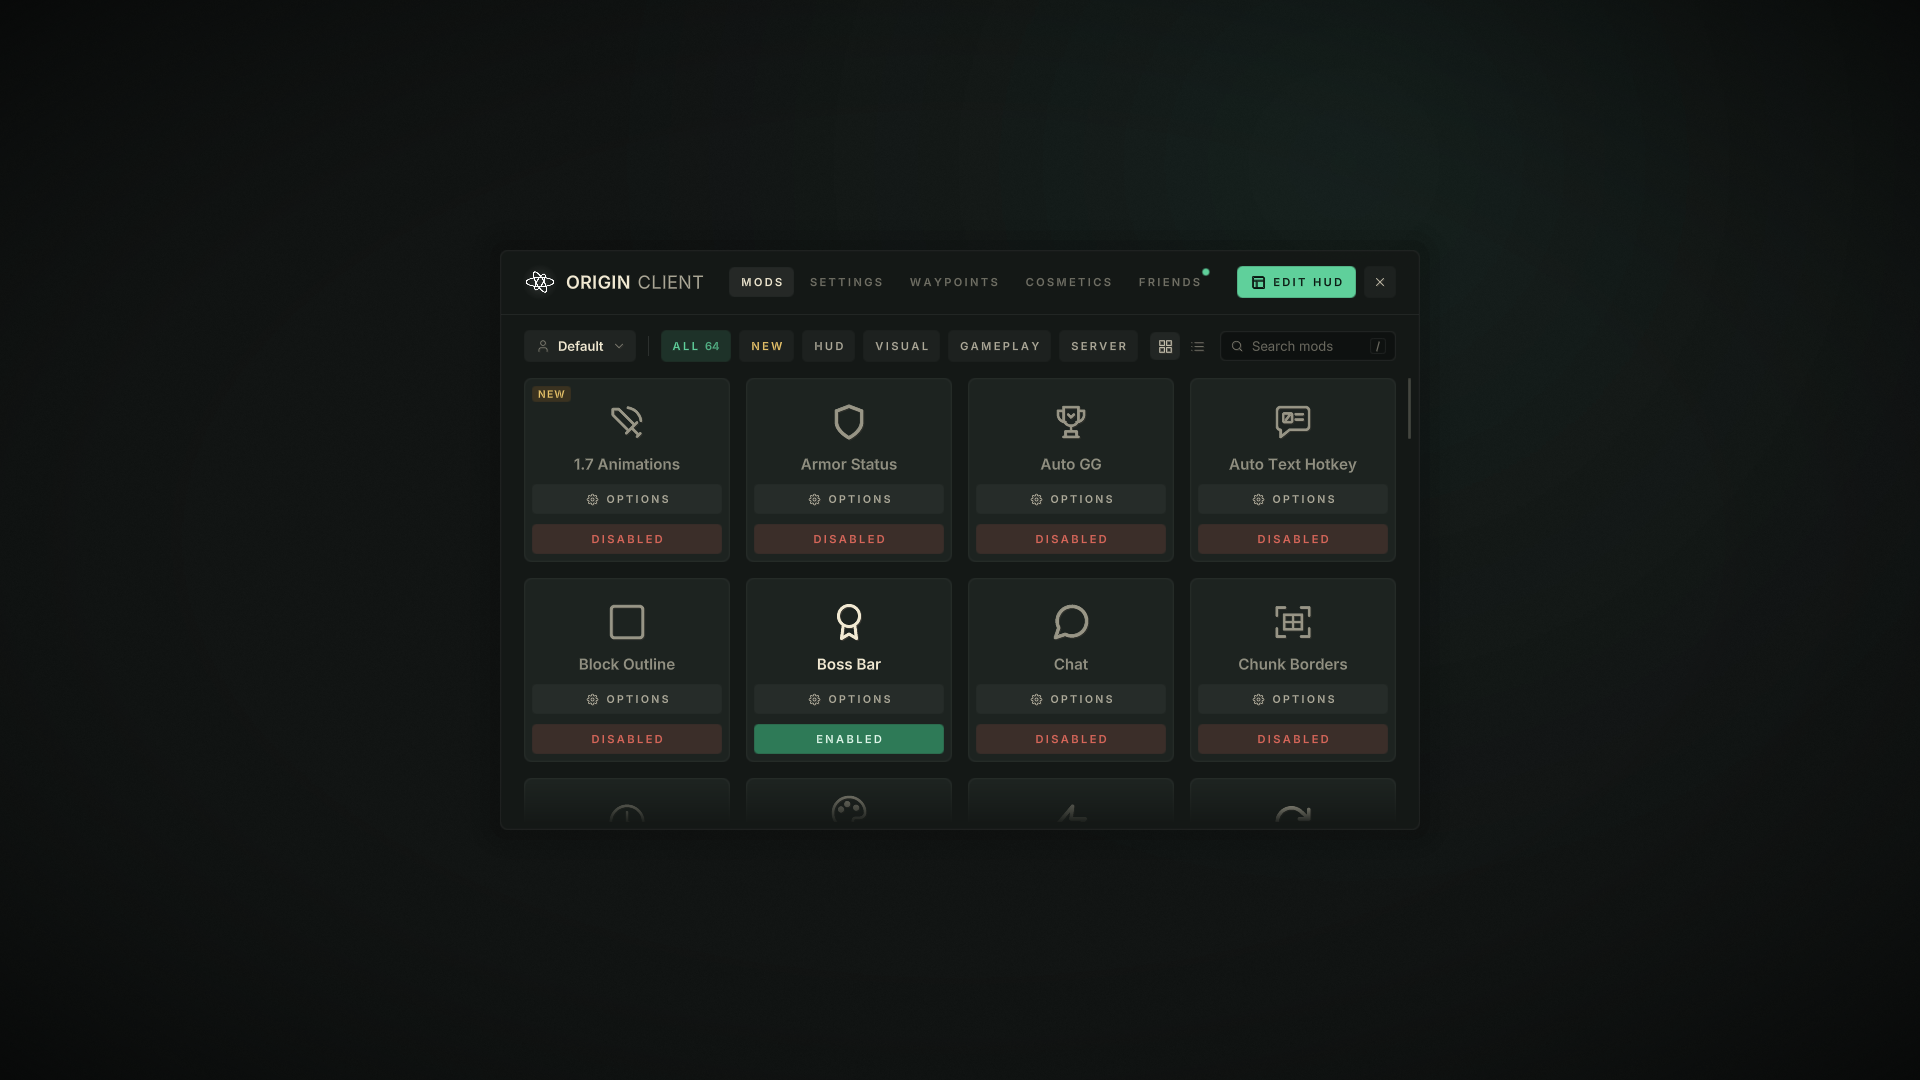 ORIGIN CLIENT
MODS
SETTINGS
WAYPOINTS
COSMETICS
FRIENDS
EDIT HUD
Default
ALL 64
NEW
HUD
VISUAL
GAMEPLAY
SERVER
Search mods
/
NEW
1.7 Animations
OPTIONS
DISABLED
Armor Status
OPTIONS
DISABLED
Auto GG
OPTIONS
DISABLED
Auto Text Hotkey
OPTIONS
DISABLED
Block Outline
OPTIONS
DISABLED
Boss Bar
OPTIONS
ENABLED
Chat
OPTIONS
DISABLED
Chunk Borders
OPTIONS
DISABLED